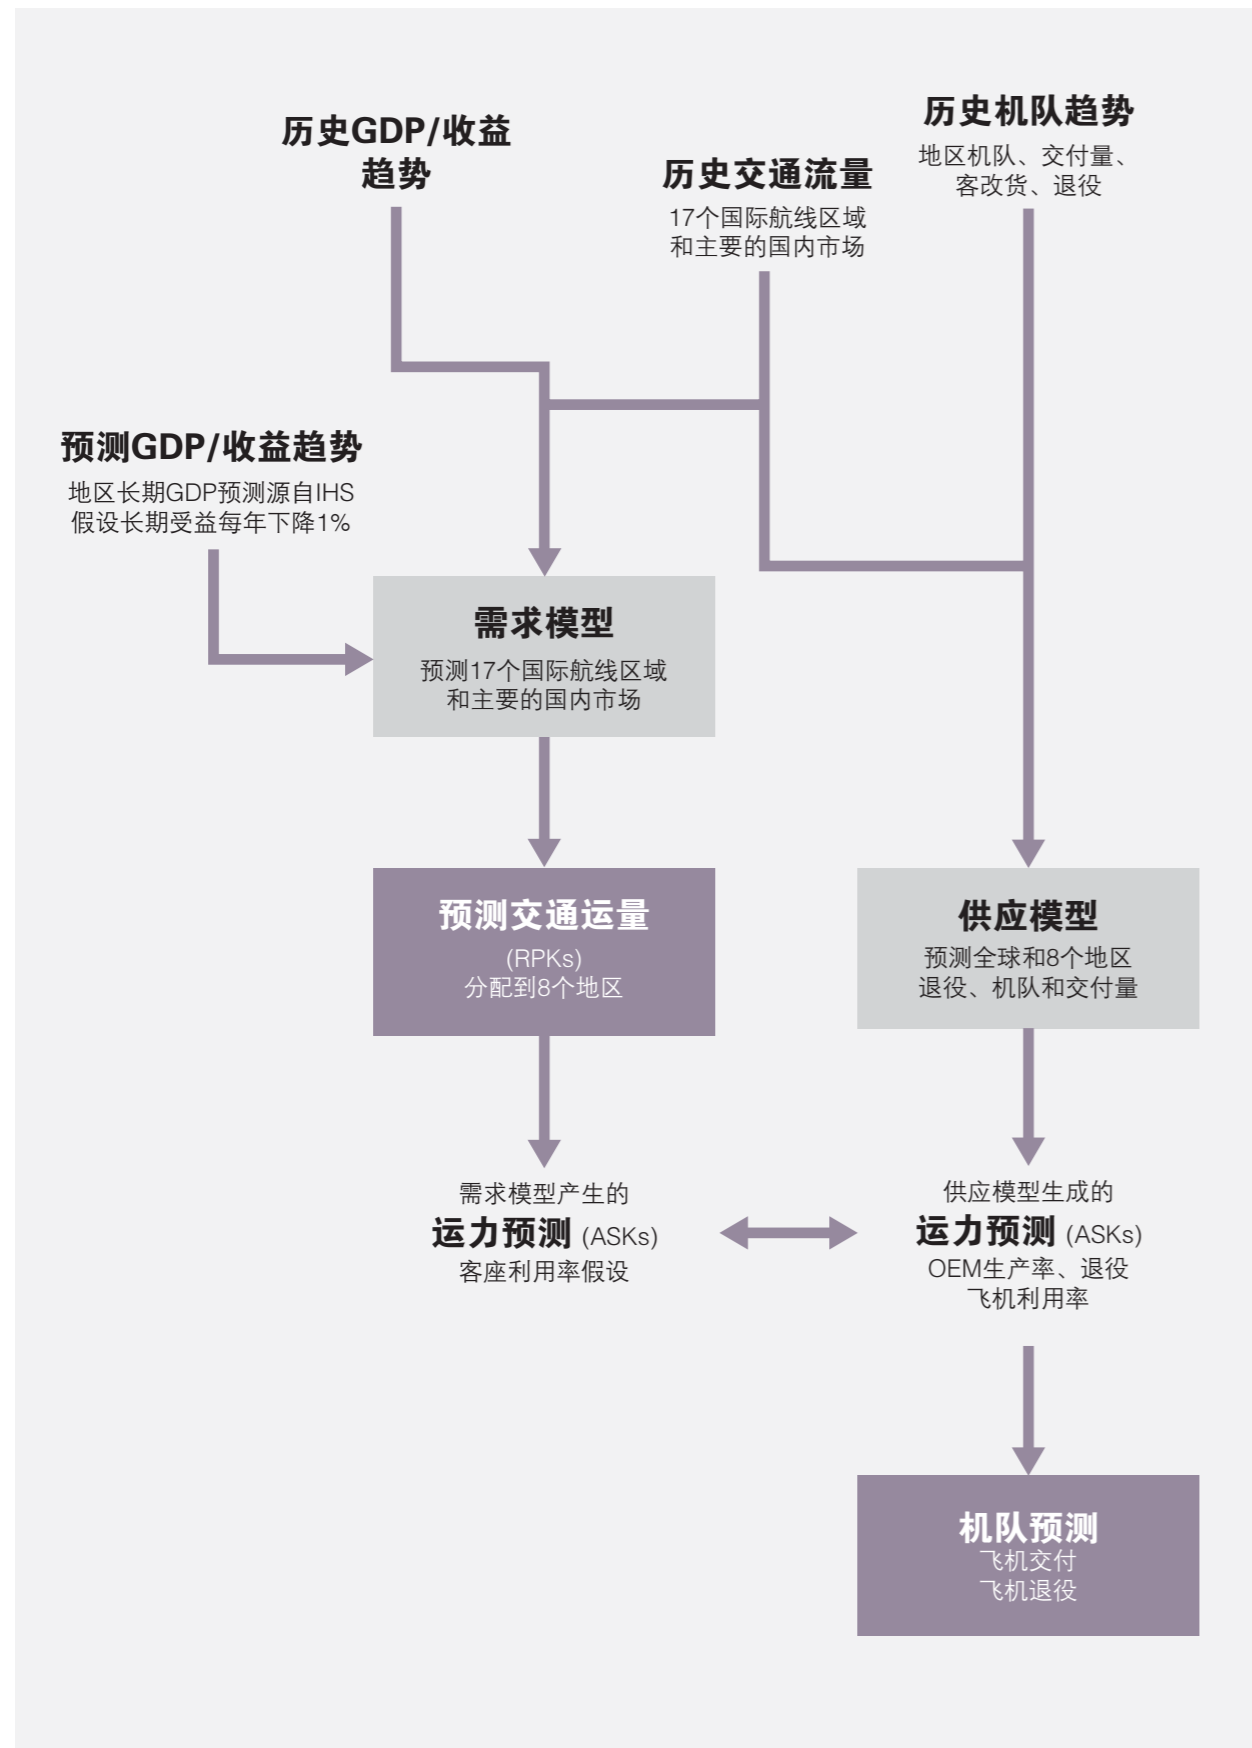 历史GDP/收益
趋势
历史交通流量
17个国际航线区域
和主要的国内市场
历史机队趋势
地区机队、交付量、
客改货、退役
预测GDP/收益趋势
地区长期GDP预测源自IHS
假设长期受益每年下降1%
需求模型
预测17个国际航线区域
和主要的国内市场
预测交通运量
(RPKs)
分配到8个地区
供应模型
预测全球和8个地区
退役、机队和交付量
需求模型产生的
运力预测 (ASKs)
客座利用率假设
供应模型生成的
运力预测 (ASKs)
OEM生产率、退役
飞机利用率
机队预测
飞机交付
飞机退役